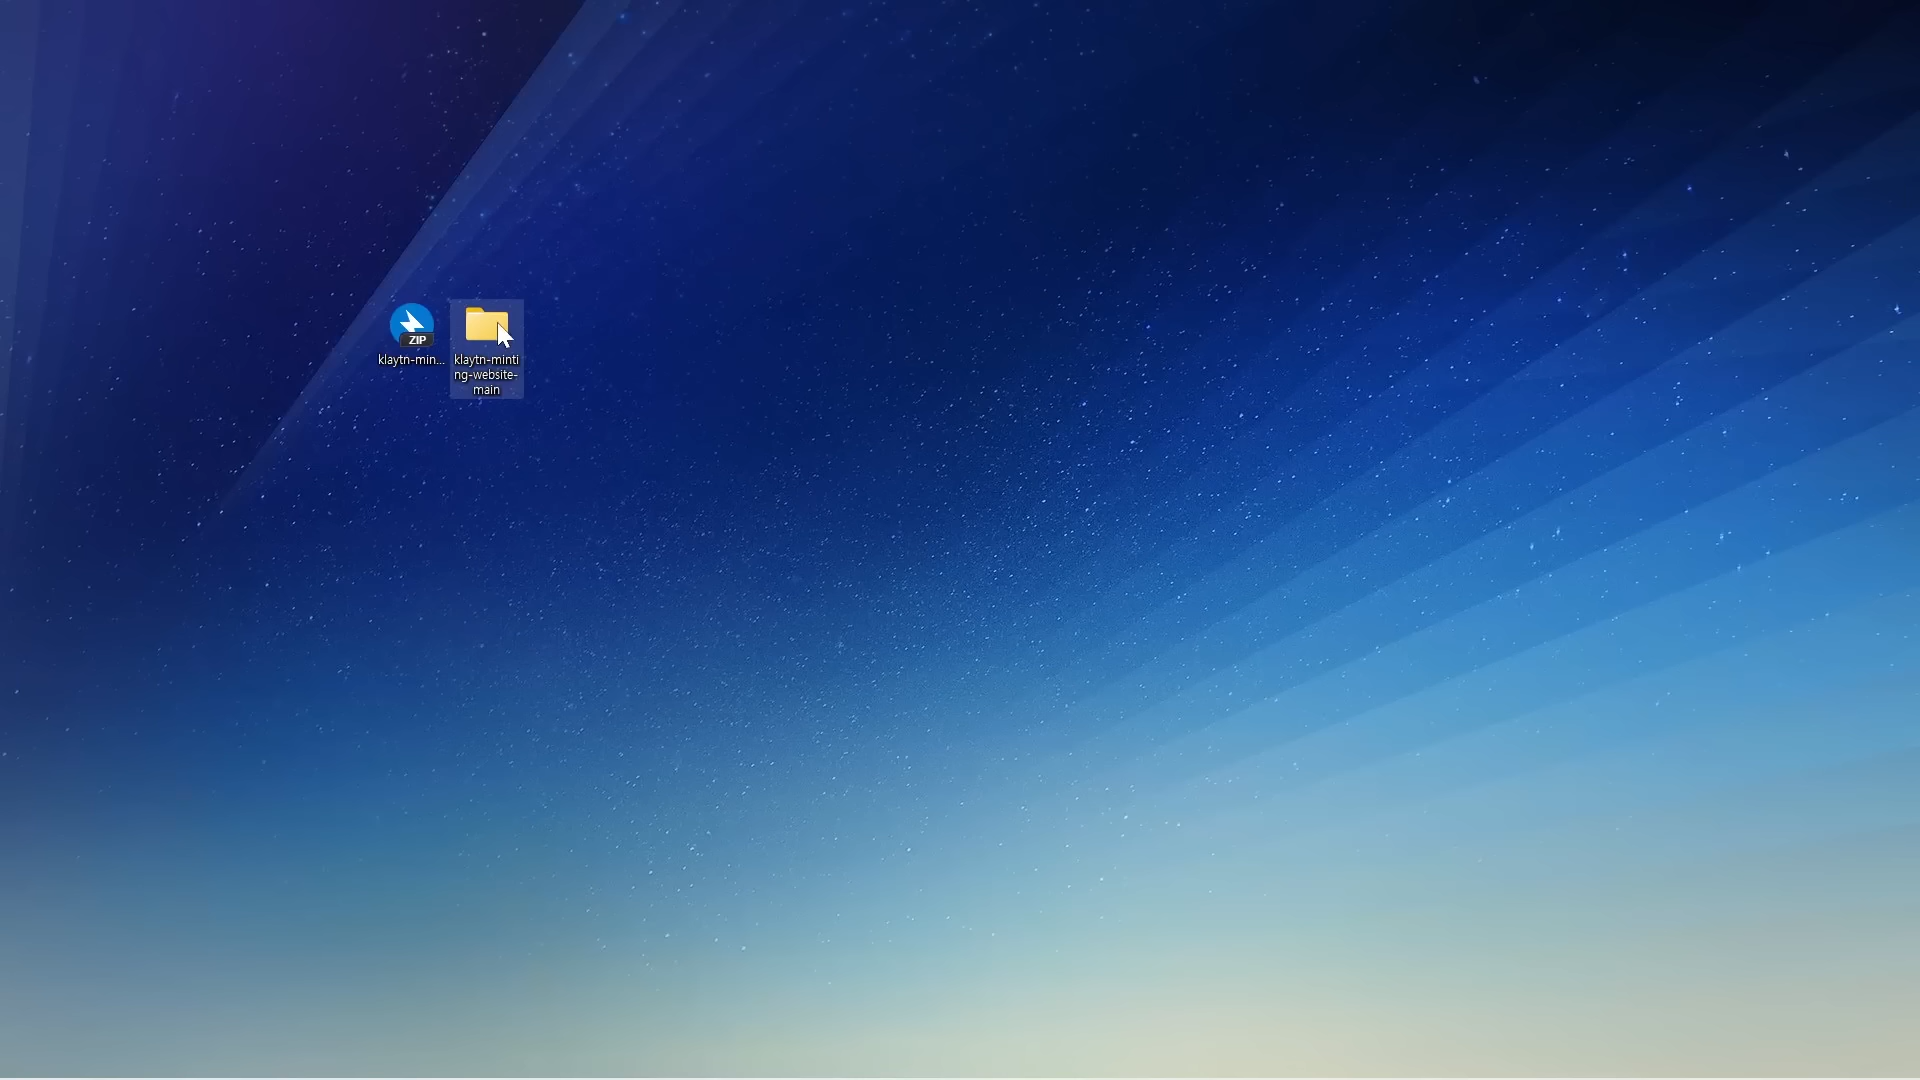 ZIP
klaytn-min...
klaytn-minti
ng-website-
main